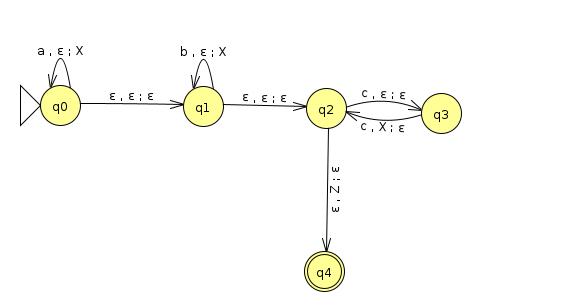 a , ε ; X
b , ε ; X
q0
ε , ε ; ε
q1
ε , ε ; ε
q2
c , ε ; ε
c , X ; ε
q3
ε , Z ; ε
q4